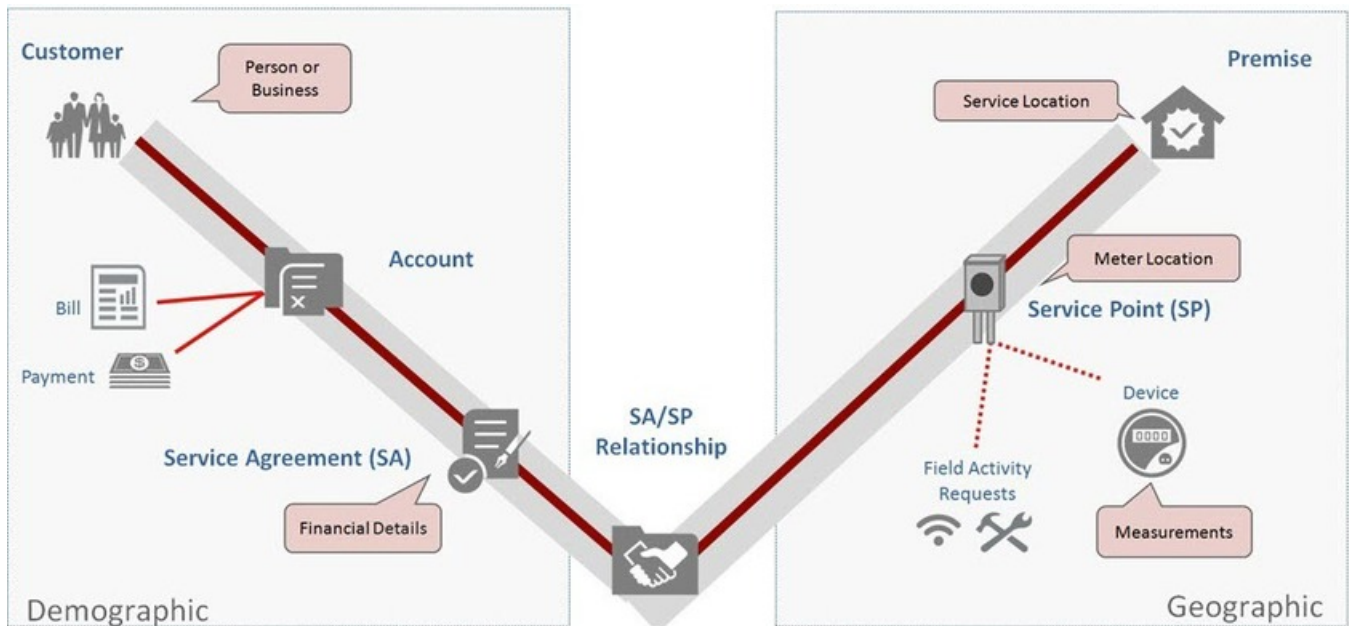 Customer
Person or
Business
Account
Bill
Payment
Service Agreement (SA)
Financial Details
Demographic
SA/SP
Relationship
Premise
Service Location
Meter Location
Service Point (SP)
Device
0000
Field Activity
Requests
Measurements
Geographic